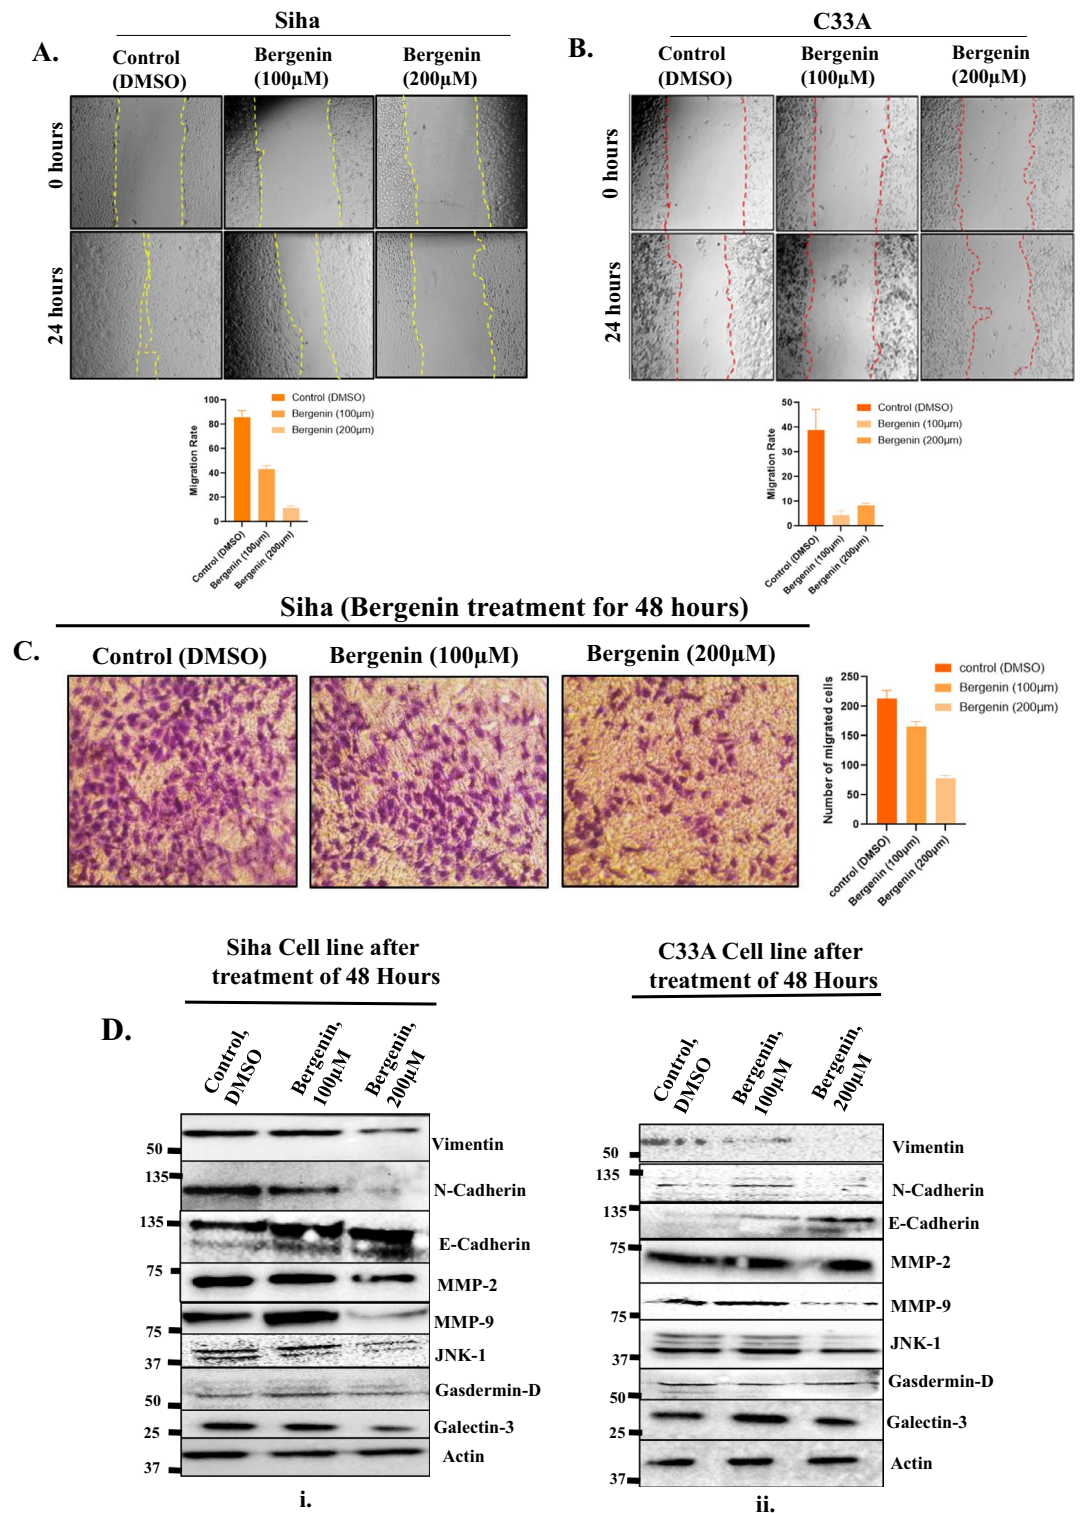 A.
Siha
Control
(DMSO)
Bergenin
(100µM)
Bergenin
(200µM)
0 hours
24 hours
100
80
60
40
20
0
Migration Rate
Control (DMSO)
Bergenin (100µm)
Bergenin (200µm)
Control (DMSO)
Bergenin (100µm)
Bergenin (200µm)
B.
C33A
Control
(DMSO)
Bergenin
(100µM)
Bergenin
(200µM)
0 hours
24 hours
50
40
30
20
10
0
Migration Rate
Control (DMSO)
Bergenin (100µm)
Bergenin (200µm)
Control (DMSO)
Bergenin (100µm)
Bergenin (200µm)
Siha (Bergenin treatment for 48 hours)
C.
Control (DMSO)
Bergenin (100µM)
Bergenin (200µM)
250
200
150
100
50
0
Number of migrated cells
control (DMSO)
Bergenin (100µm)
Bergenin (200µm)
control (DMSO)
Bergenin (100µm)
Bergenin (200µm)
D.
Siha Cell line after
treatment of 48 Hours
Control,
DMSO
Bergenin,
100µM
Bergenin,
200µM
50
Vimentin
135
N-Cadherin
135
E-Cadherin
75
MMP-2
75
MMP-9
37
JNK-1
50
Gasdermin-D
25
Galectin-3
37
Actin
i.
C33A Cell line after
treatment of 48 Hours
Control,
DMSO
Bergenin,
100µM
Bergenin,
200µM
50
Vimentin
135
N-Cadherin
135
E-Cadherin
75
MMP-2
75
MMP-9
37
JNK-1
50
Gasdermin-D
25
Galectin-3
37
Actin
ii.